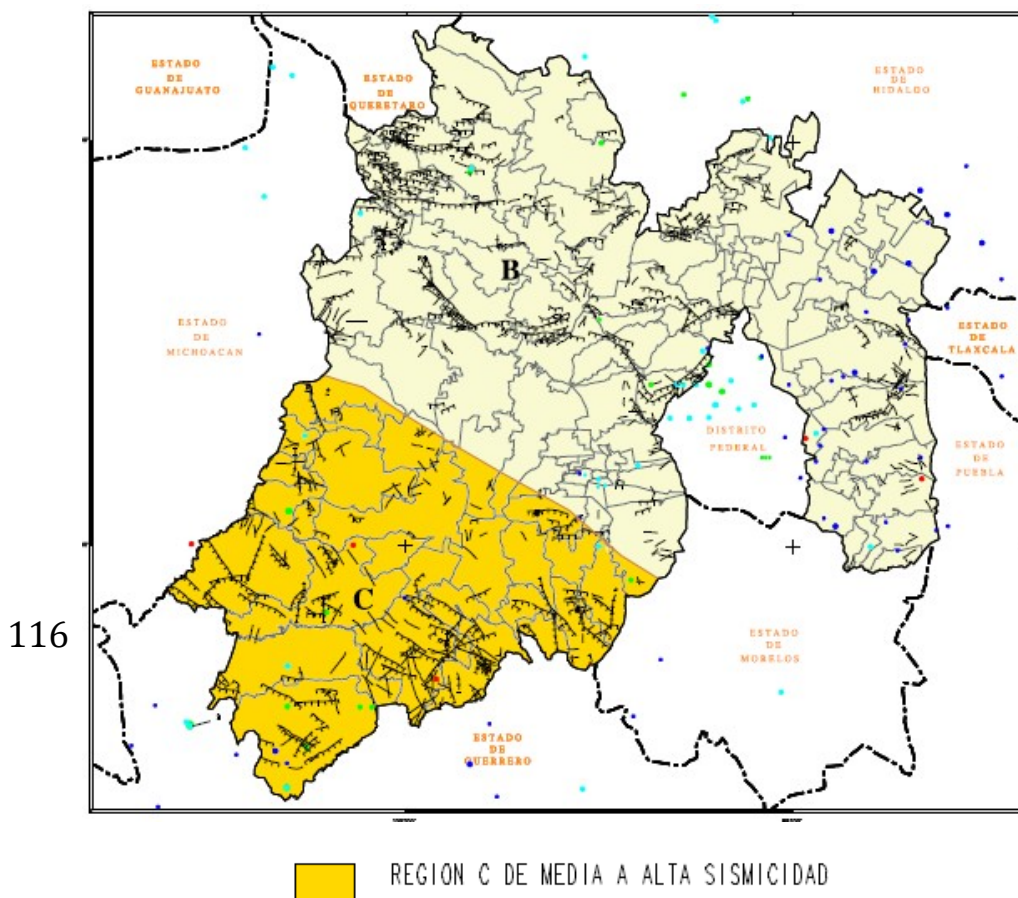 ESTADO
DE
GUANAJUATO
ESTADO
DE
QUERETARO
ESTADO
DE
HIDALGO
B
ESTADO
DE
MICHOACAN
ESTADO
DE
TLAXCALA
DISTRITO
FEDERAL
ESTADO
DE
PUEBLA
C
116
ESTADO
DE
MORELOS
ESTADO
DE
GUERRERO
REGION C DE MEDIA A ALTA SISMICIDAD